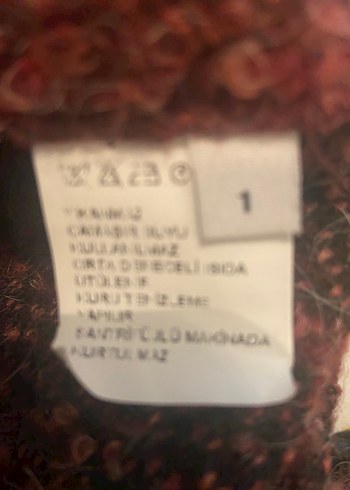 1
YIKANMAZ
ÇAMAŞIR SUYU
KULLANILMAZ
ORTA DERECELİ ISIDA
ÜTÜLENİR
KURU TEMİZLEME
YAPILIR
SANTRİFÜJLÜ MAKİNADA
KURUTULMAZ